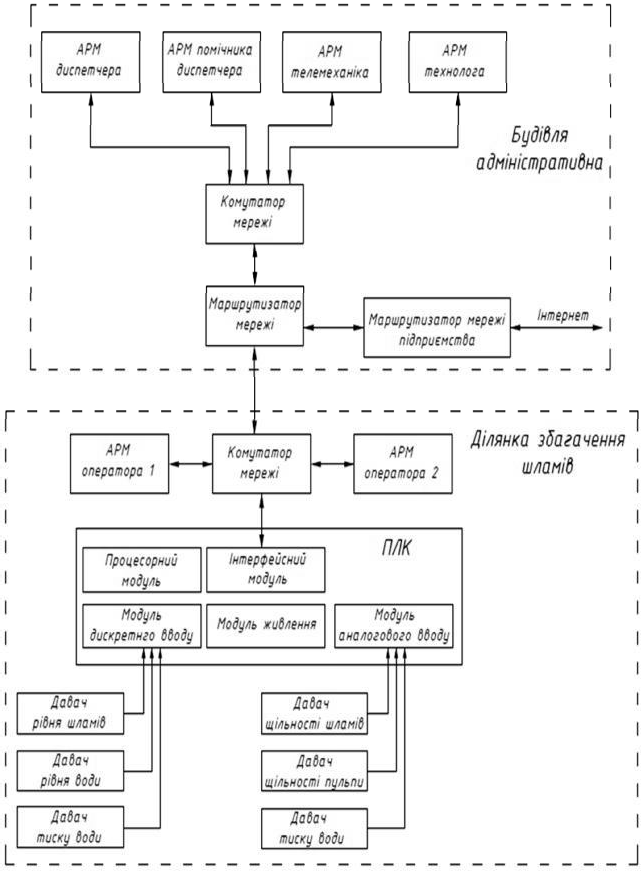 АРМ
диспетчера
АРМ помічника
диспетчера
АРМ
телемеханіка
АРМ
технолога
Будівля
адміністративна
Комутатор
мережі
Маршрутизатор
мережі
Маршрутизатор мережі
підприємства
Інтернет
АРМ
оператора 1
Комутатор
мережі
АРМ
оператора 2
Ділянка збагачення
шламів
ПЛК
Процесорний
модуль
Інтерфейсний
модуль
Модуль
дискретнго вводу
Модуль живлення
Модуль
аналогового вводу
Давач
рівня шламів
Давач
щільності шламів
Давач
рівня води
Давач
щільності пульпи
Давач
тиску води
Давач
тиску води